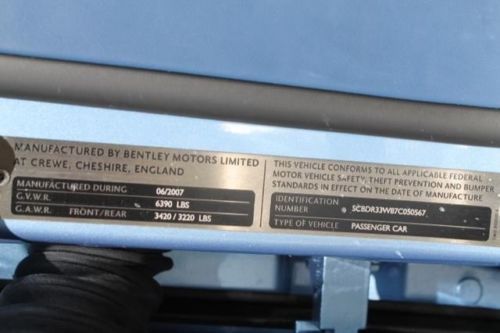 MANUFACTURED BY BENTLEY MOTORS LIMITED
AT CREWE, CHESHIRE, ENGLAND
MANUFACTURED DURING 06/2007
G.V.W.R. 6390 LBS
G.A.W.R. FRONT/REAR 3420 / 3220 LBS
THIS VEHICLE CONFORMS TO ALL APPLICABLE FEDERAL
MOTOR VEHICLE SAFETY, THEFT PREVENTION AND BUMPER
STANDARDS IN EFFECT ON THE DATE OF MANUFACTURE
IDENTIFICATION
NUMBER SCBDR33W87C050567
TYPE OF VEHICLE PASSENGER CAR